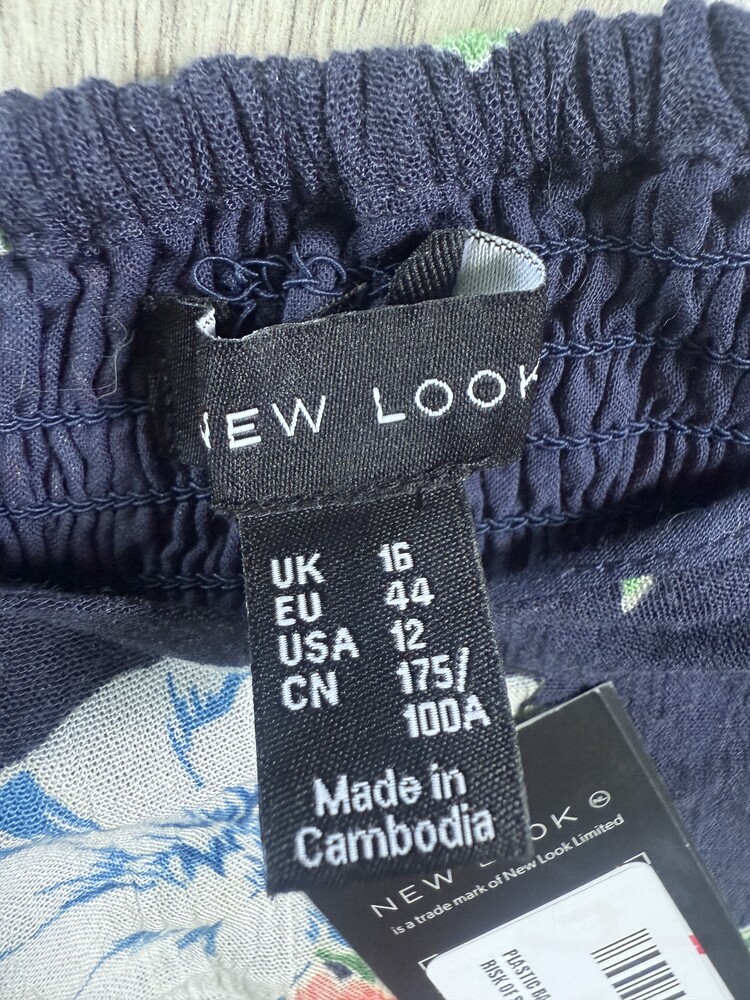 NEW LOOK
UK 16
EU 44
USA 12
CN 175/
100A
Made in
Cambodia
NEW LOOK
is a trade mark of New Look Limited
PLASTIC
RISK OF